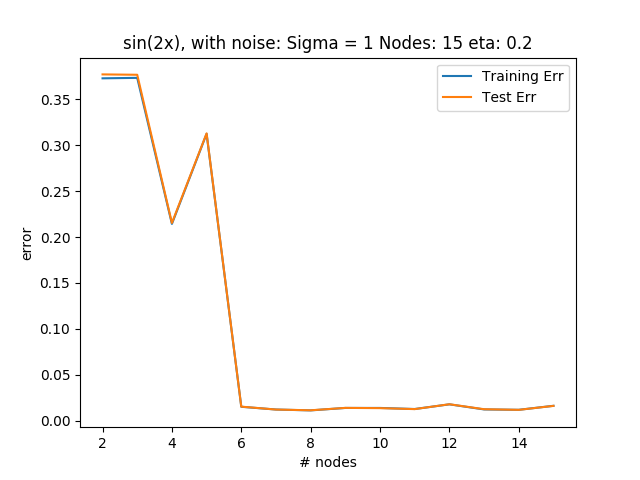 sin(2x), with noise: Sigma = 1 Nodes: 15 eta: 0.2
Training Err
Test Err
0.35
0.30
0.25
0.20
0.15
0.10
0.05
0.00
error
2 4 6 8 10 12 14
# nodes